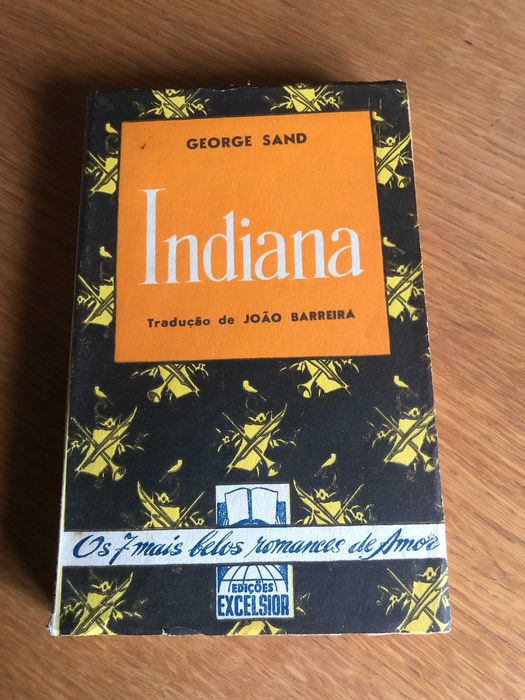 GEORGE SAND
Indiana
Tradução de JOÃO BARREIRA
Os 7 mais belos romances de Amor
EDIÇÕES
EXCELSIOR